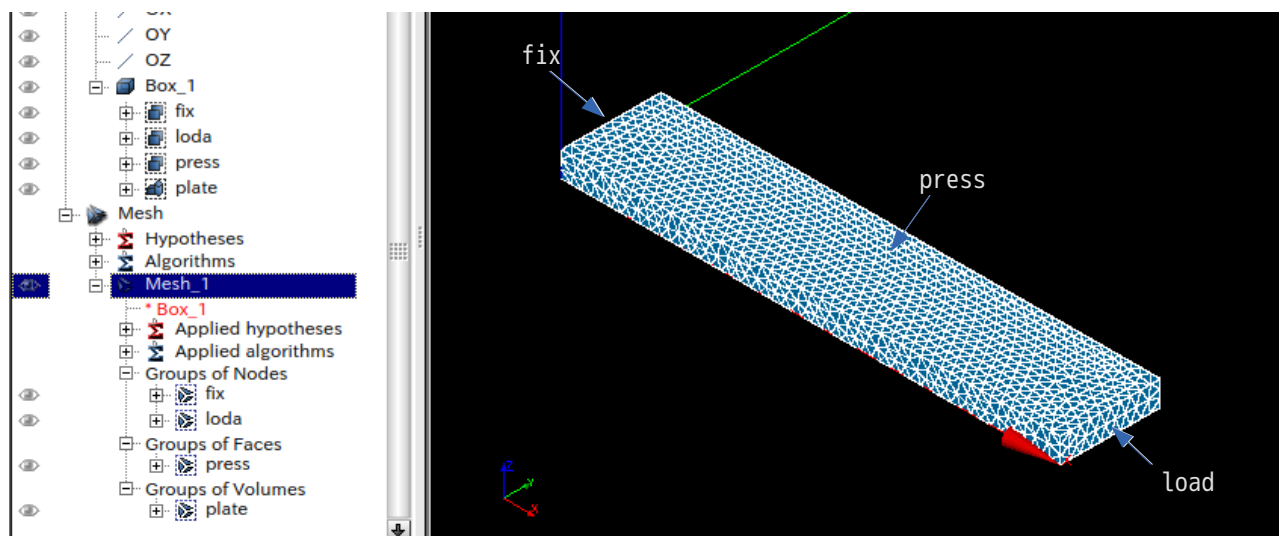 OX
OY
OZ
Box_1
fix
loda
press
plate
Mesh
Hypotheses
Algorithms
Mesh_1
* Box_1
Applied hypotheses
Applied algorithms
Groups of Nodes
fix
loda
Groups of Faces
press
Groups of Volumes
plate
fix
press
load
Z
Y
X